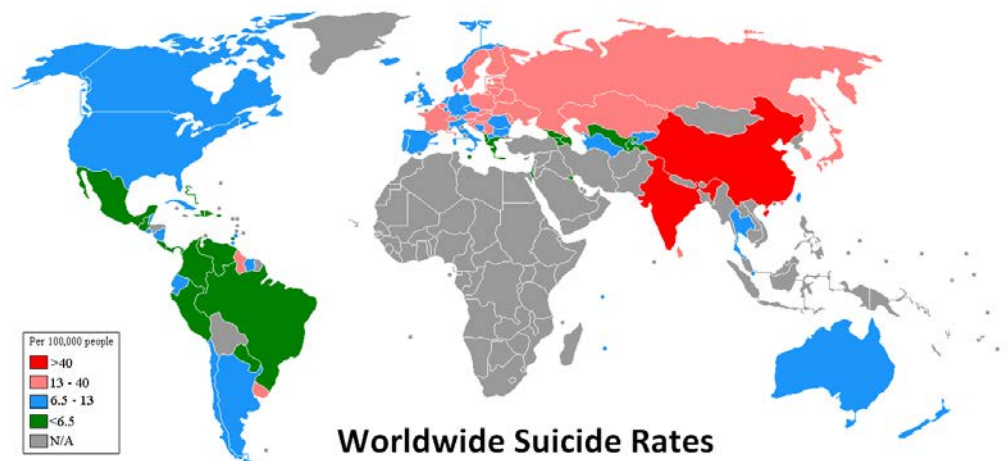 Per 100,000 people
>40
13 - 40
6.5 - 13
<6.5
N/A
Worldwide Suicide Rates